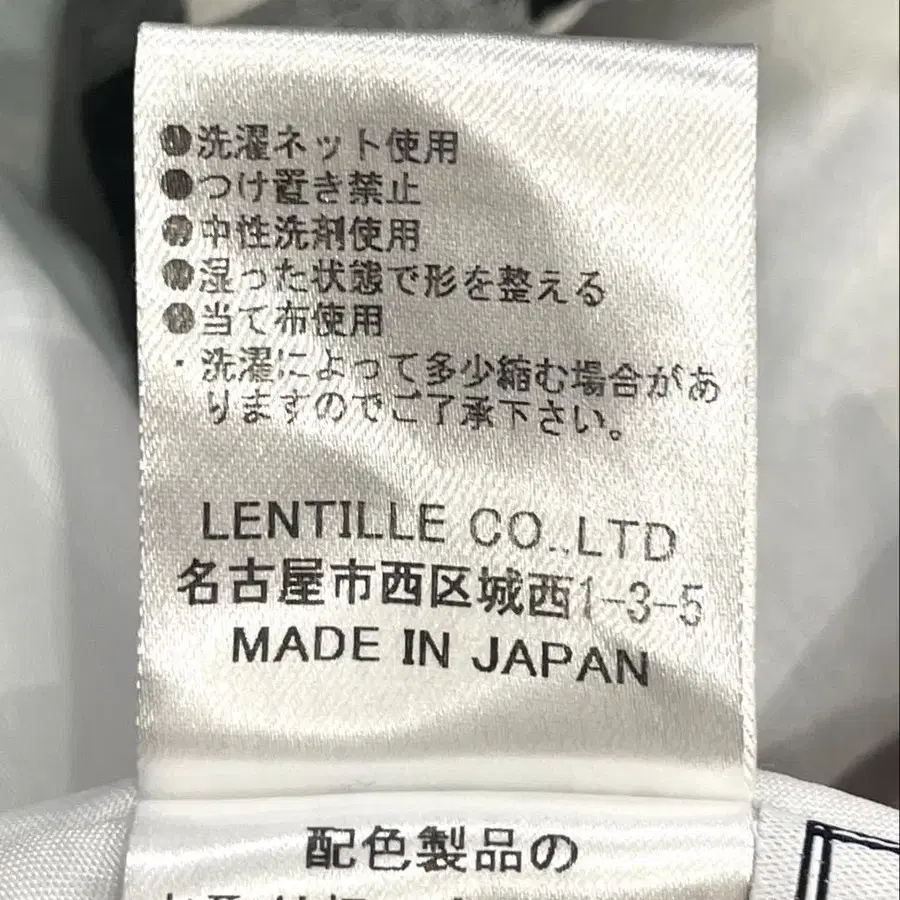 ●洗濯ネット使用
●つけ置き禁止
●中性洗剤使用
●湿った状態で形を整える
●当て布使用
・洗濯によって多少縮む場合があ
りますのでご了承下さい。
LENTILLE CO.,LTD
名古屋市西区城西1-3-5
MADE IN JAPAN
配色製品の